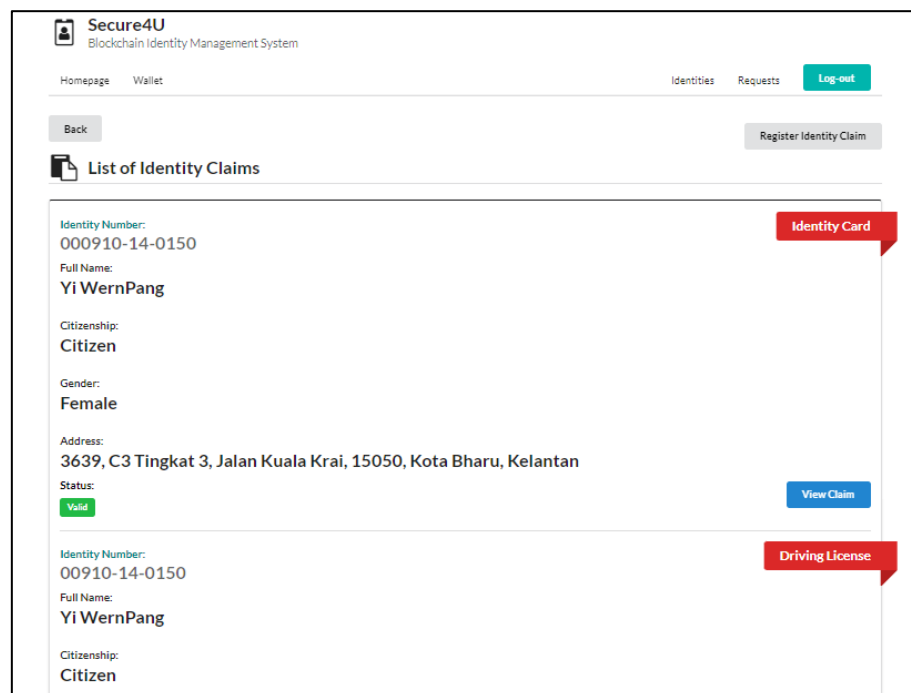 Secure4U
Blockchain Identity Management System
Homepage Wallet Identities Requests Log-out
Back Register Identity Claim
List of Identity Claims
Identity Number: Identity Card
000910-14-0150
Full Name:
Yi WernPang
Citizenship:
Citizen
Gender:
Female
Address:
3639, C3 Tingkat 3, Jalan Kuala Krai, 15050, Kota Bharu, Kelantan
Status:
Valid View Claim
Identity Number: Driving License
00910-14-0150
Full Name:
Yi WernPang
Citizenship:
Citizen